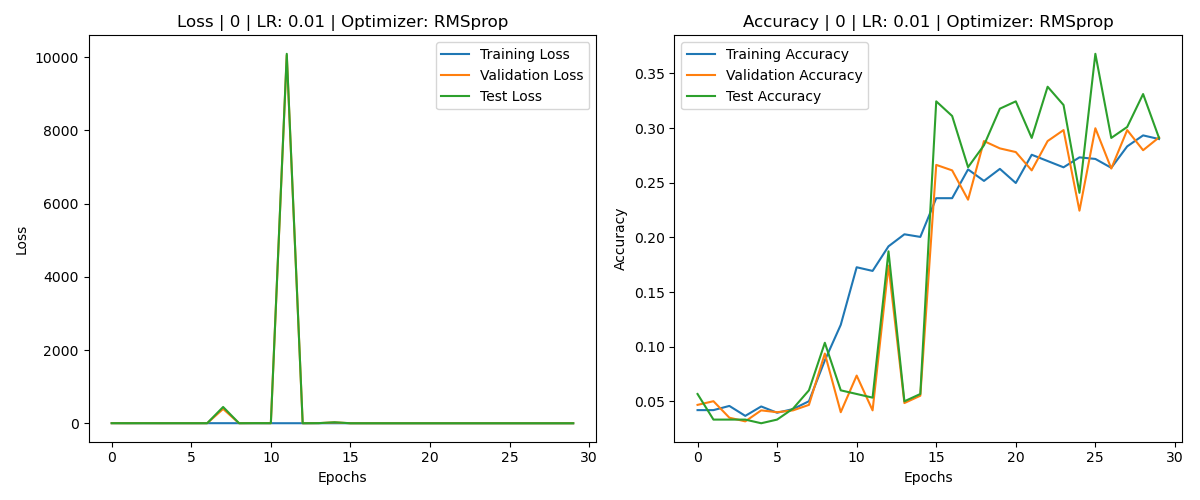 Loss | 0 | LR: 0.01 | Optimizer: RMSprop
Training Loss
Validation Loss
Test Loss
10000
8000
6000
4000
2000
0
Loss
0 5 10 15 20 25 30
Epochs
Accuracy | 0 | LR: 0.01 | Optimizer: RMSprop
Training Accuracy
Validation Accuracy
Test Accuracy
0.35
0.30
0.25
0.20
0.15
0.10
0.05
Accuracy
0 5 10 15 20 25 30
Epochs